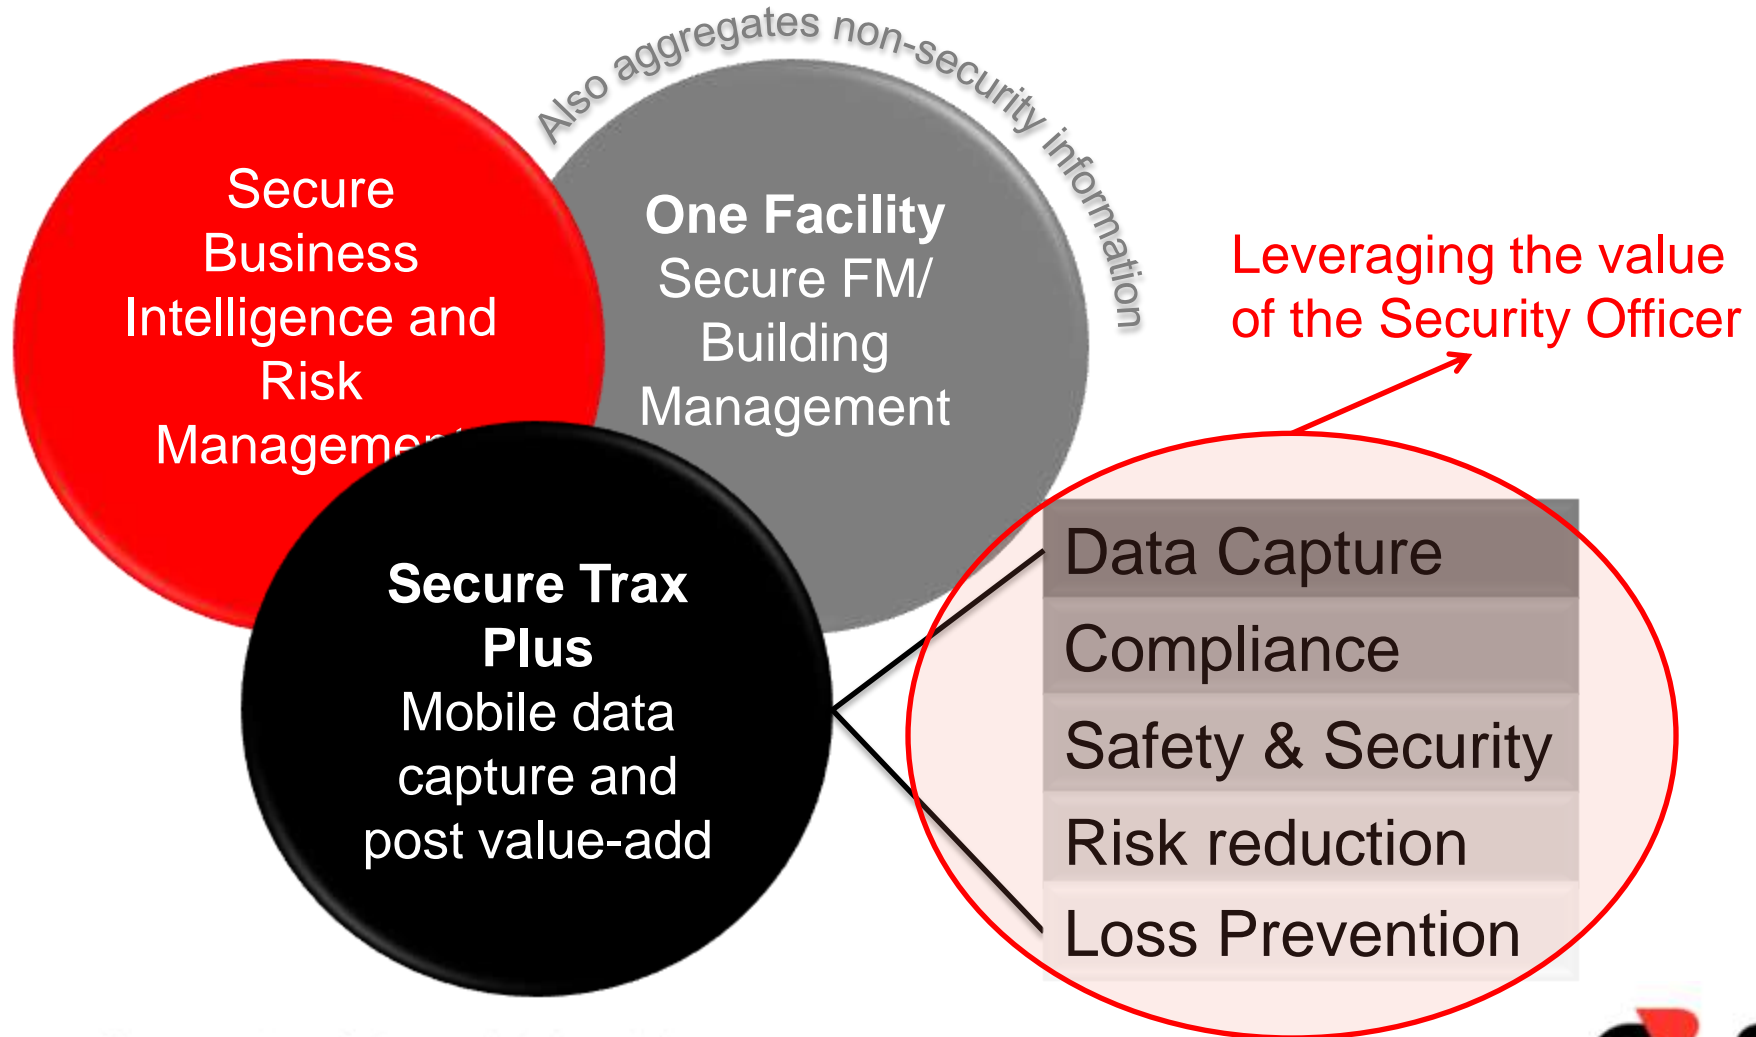 Also aggregates non-security information
Secure
Business
Intelligence and
Risk
Management
One Facility
Secure FM/
Building
Management
Leveraging the value
of the Security Officer
Secure Trax
Plus
Mobile data
capture and
post value-add
Data Capture
Compliance
Safety & Security
Risk reduction
Loss Prevention